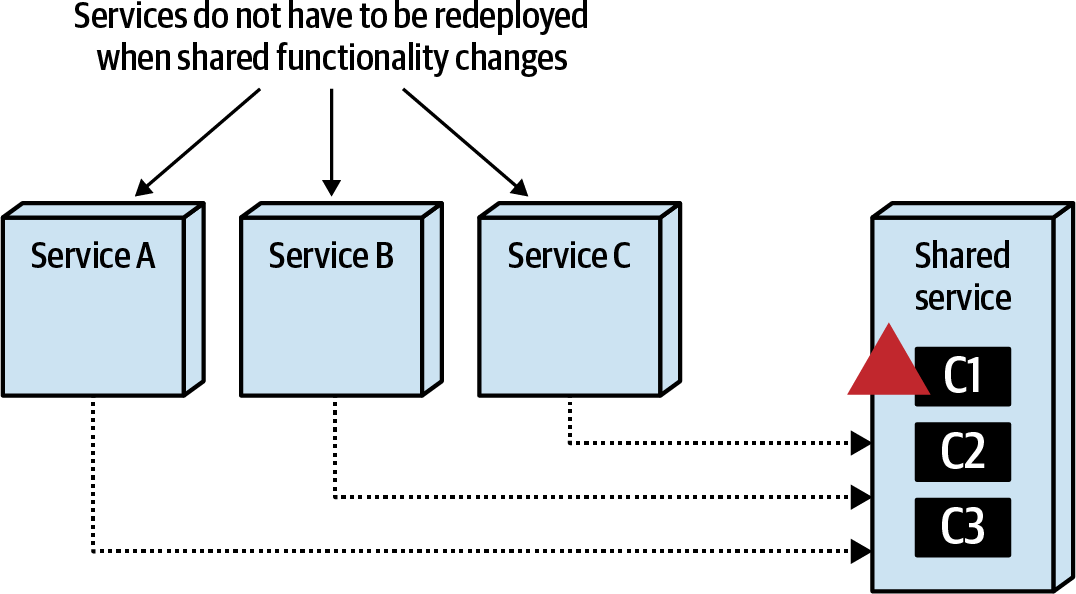 Services do not have to be redeployed
when shared functionality changes
Service A
Service B
Service C
Shared
service
C1
C2
C3